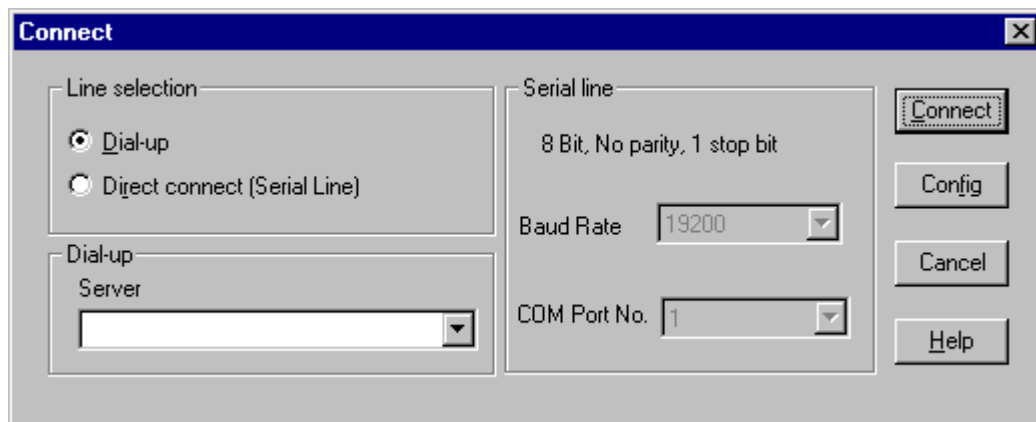 Connect
Line selection
Dial-up
Direct connect (Serial Line)
Dial-up
Server
Serial line
8 Bit, No parity, 1 stop bit
Baud Rate 19200
COM Port No. 1
Connect
Config
Cancel
Help